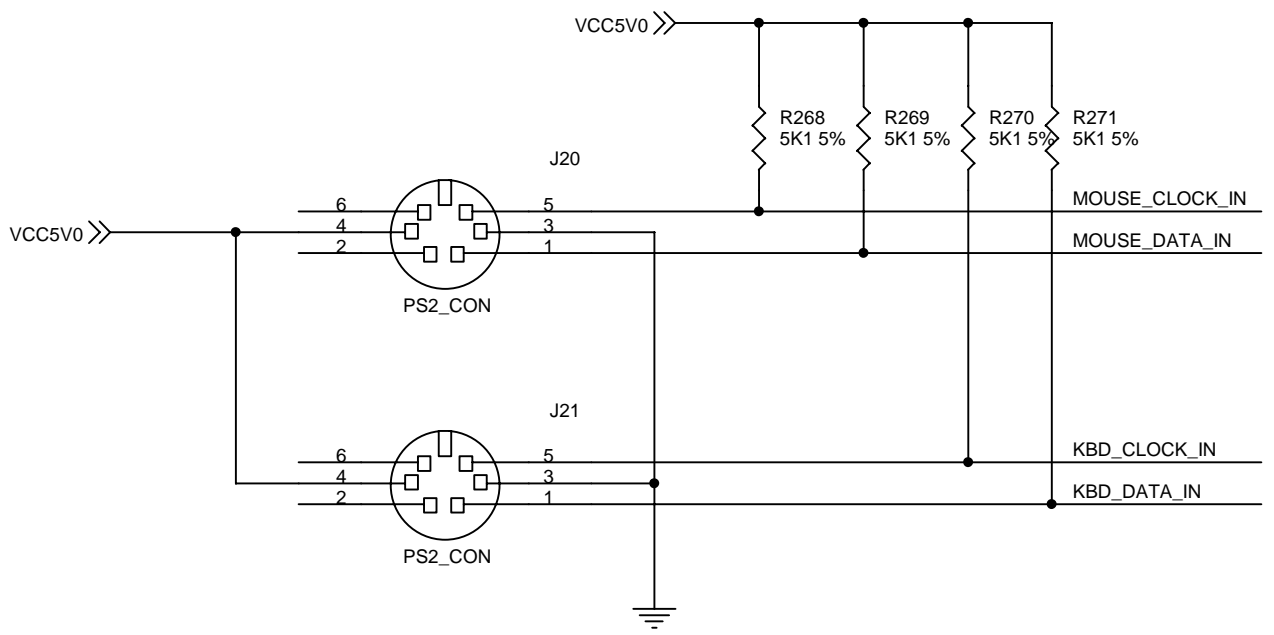 VCC5V0
R268
5K1 5%
R269
5K1 5%
R270
5K1 5%
R271
5K1 5%
J20
6
5
MOUSE_CLOCK_IN
VCC5V0
4
3
2
1
MOUSE_DATA_IN
PS2_CON
J21
6
5
KBD_CLOCK_IN
4
3
2
1
KBD_DATA_IN
PS2_CON